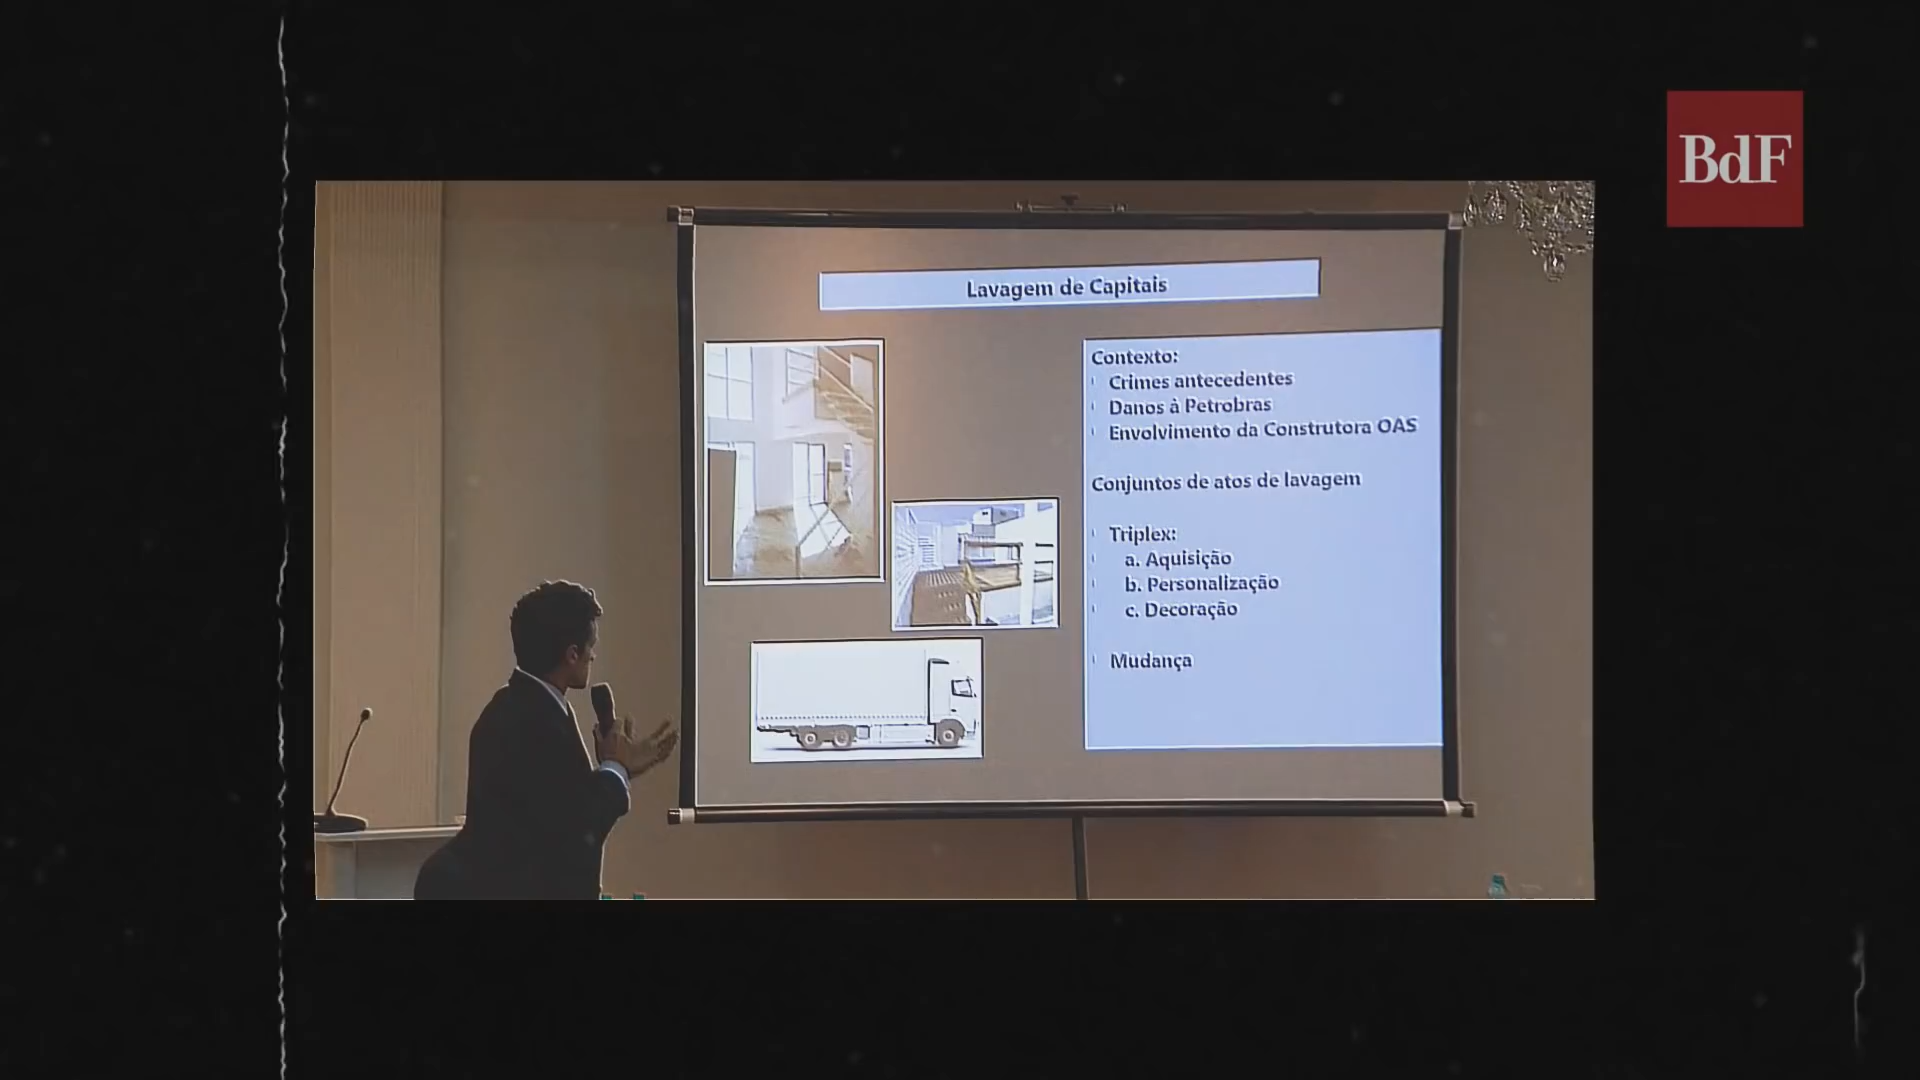 BdF
Lavagem de Capitais
Contexto:
Crimes antecedentes
Danos à Petrobras
Envolvimento da Construtora OAS
Conjuntos de atos de lavagem
Triplex:
a. Aquisição
b. Personalização
c. Decoração
Mudança